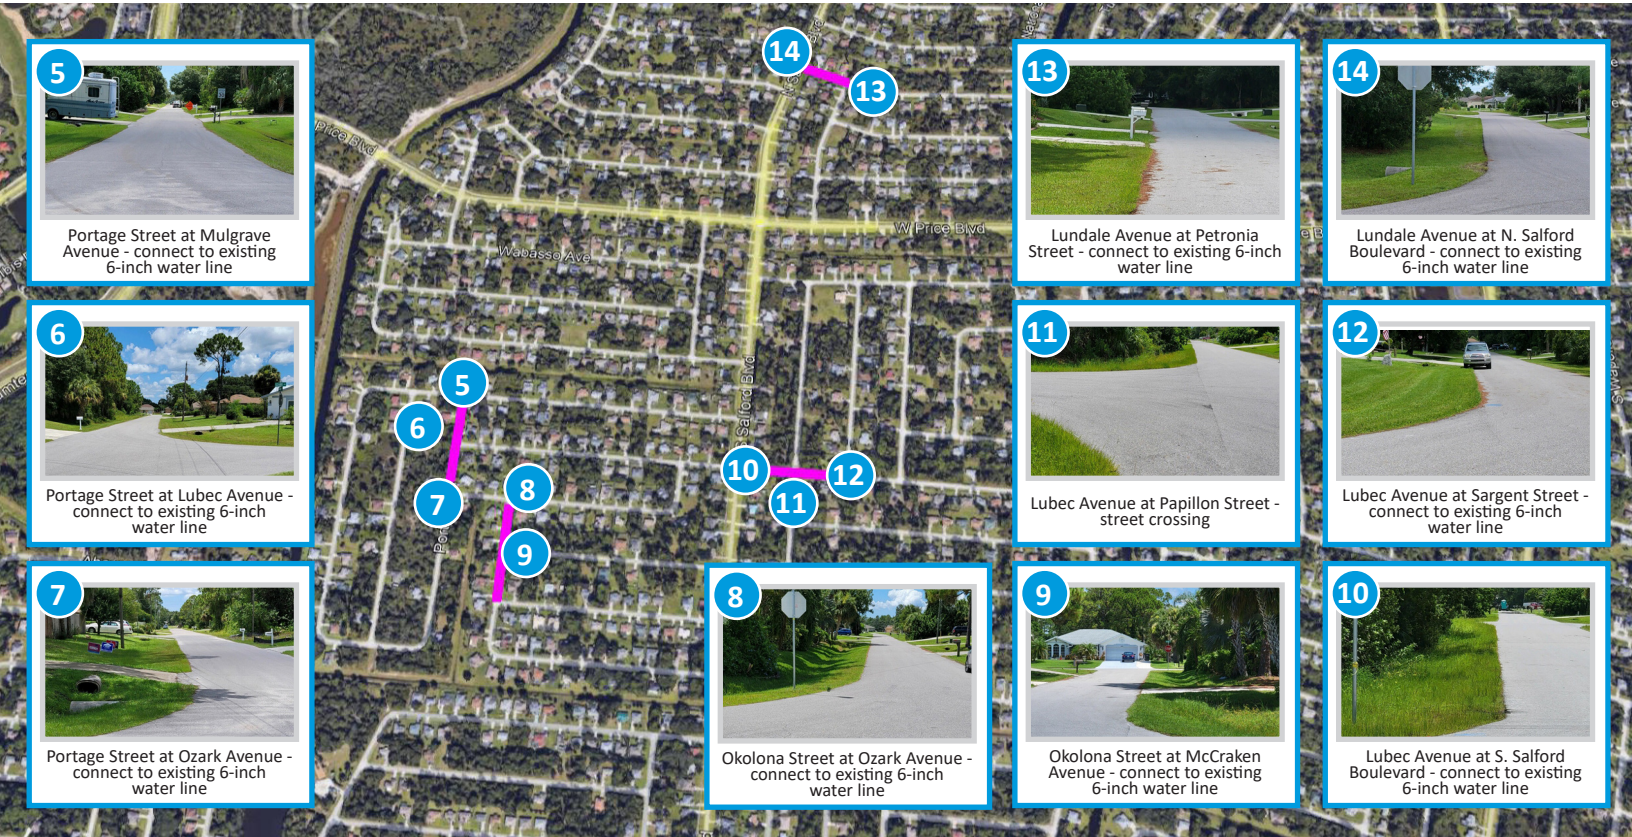 5
Portage Street at Mulgrave
Avenue - connect to existing
6-inch water line
6
Portage Street at Lubec Avenue -
connect to existing 6-inch
water line
7
Portage Street at Ozark Avenue -
connect to existing 6-inch
water line
Price Blvd
Wabasso Ave
W Price Blvd
Salford Blvd
14
13
5
6
7
8
9
10
11
12
8
Okolona Street at Ozark Avenue -
connect to existing 6-inch
water line
13
Lundale Avenue at Petronia
Street - connect to existing 6-inch
water line
14
Lundale Avenue at N. Salford
Boulevard - connect to existing
6-inch water line
11
Lubec Avenue at Papillon Street -
street crossing
12
Lubec Avenue at Sargent Street -
connect to existing 6-inch
water line
9
Okolona Street at McCraken
Avenue - connect to existing
6-inch water line
10
Lubec Avenue at S. Salford
Boulevard - connect to existing
6-inch water line